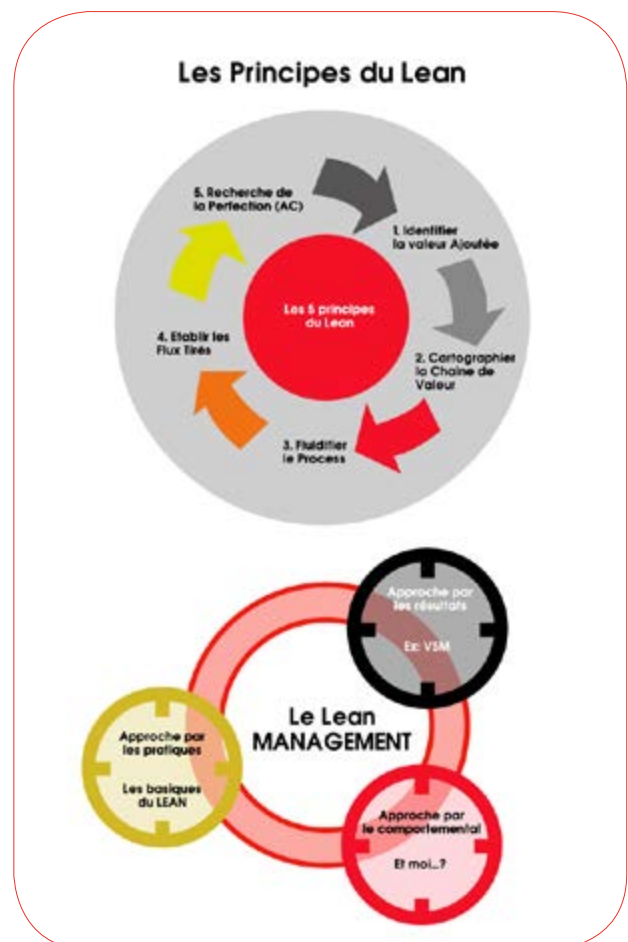 Les Principes du Lean
5. Recherche de
la Perfection (AC)
1. Identifier
la valeur Ajoutée
Les 5 principes
du Lean
4. Etablir les
Flux Tirés
2. Cartographier
la Chaine de
Valeur
3. Fluidifier
le Process
Approche par
les résultats
Ex: VSM
Le Lean
MANAGEMENT
Approche par
les pratiques
Les basiques
du LEAN
Approche par
le comportemental
Et moi...?